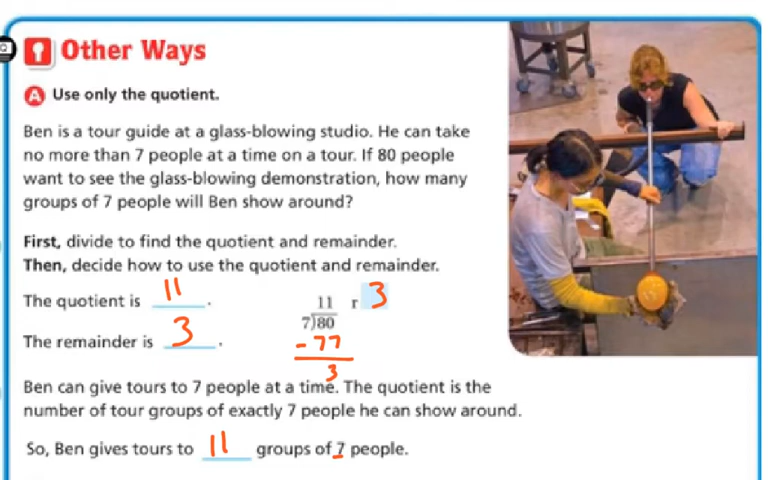 Other Ways
A Use only the quotient.
Ben is a tour guide at a glass-blowing studio. He can take
no more than 7 people at a time on a tour. If 80 people
want to see the glass-blowing demonstration, how many
groups of 7 people will Ben show around?
First, divide to find the quotient and remainder.
Then, decide how to use the quotient and remainder.
The quotient is 11.
11 r 3
7)80
-77
3
The remainder is 3.
Ben can give tours to 7 people at a time. The quotient is the
number of tour groups of exactly 7 people he can show around.
So, Ben gives tours to 11 groups of 7 people.